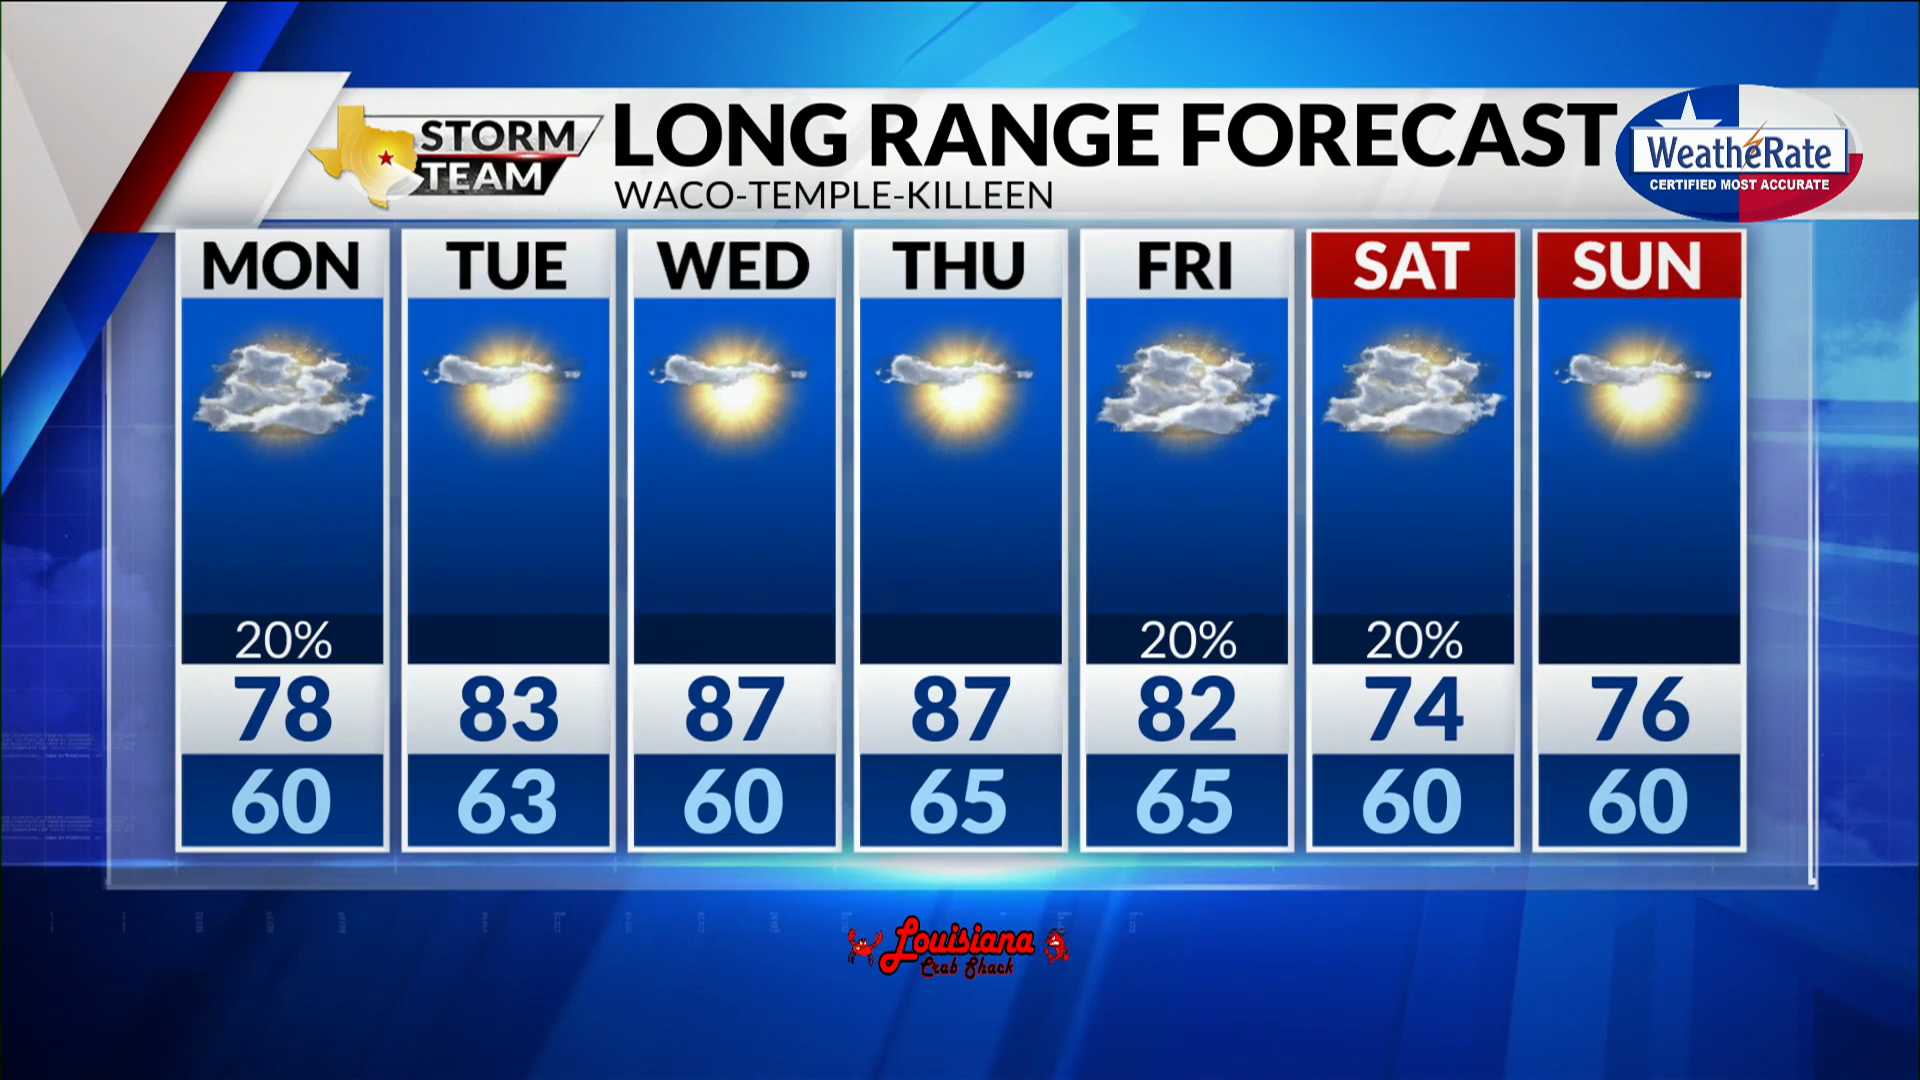 STORM
TEAM
LONG RANGE FORECAST
WACO-TEMPLE-KILLEEN
WeatheRate
CERTIFIED MOST ACCURATE
MON TUE WED THU FRI SAT SUN
20% 20% 20%
78 83 87 87 82 74 76
60 63 60 65 65 60 60
Louisiana
Crab Shack